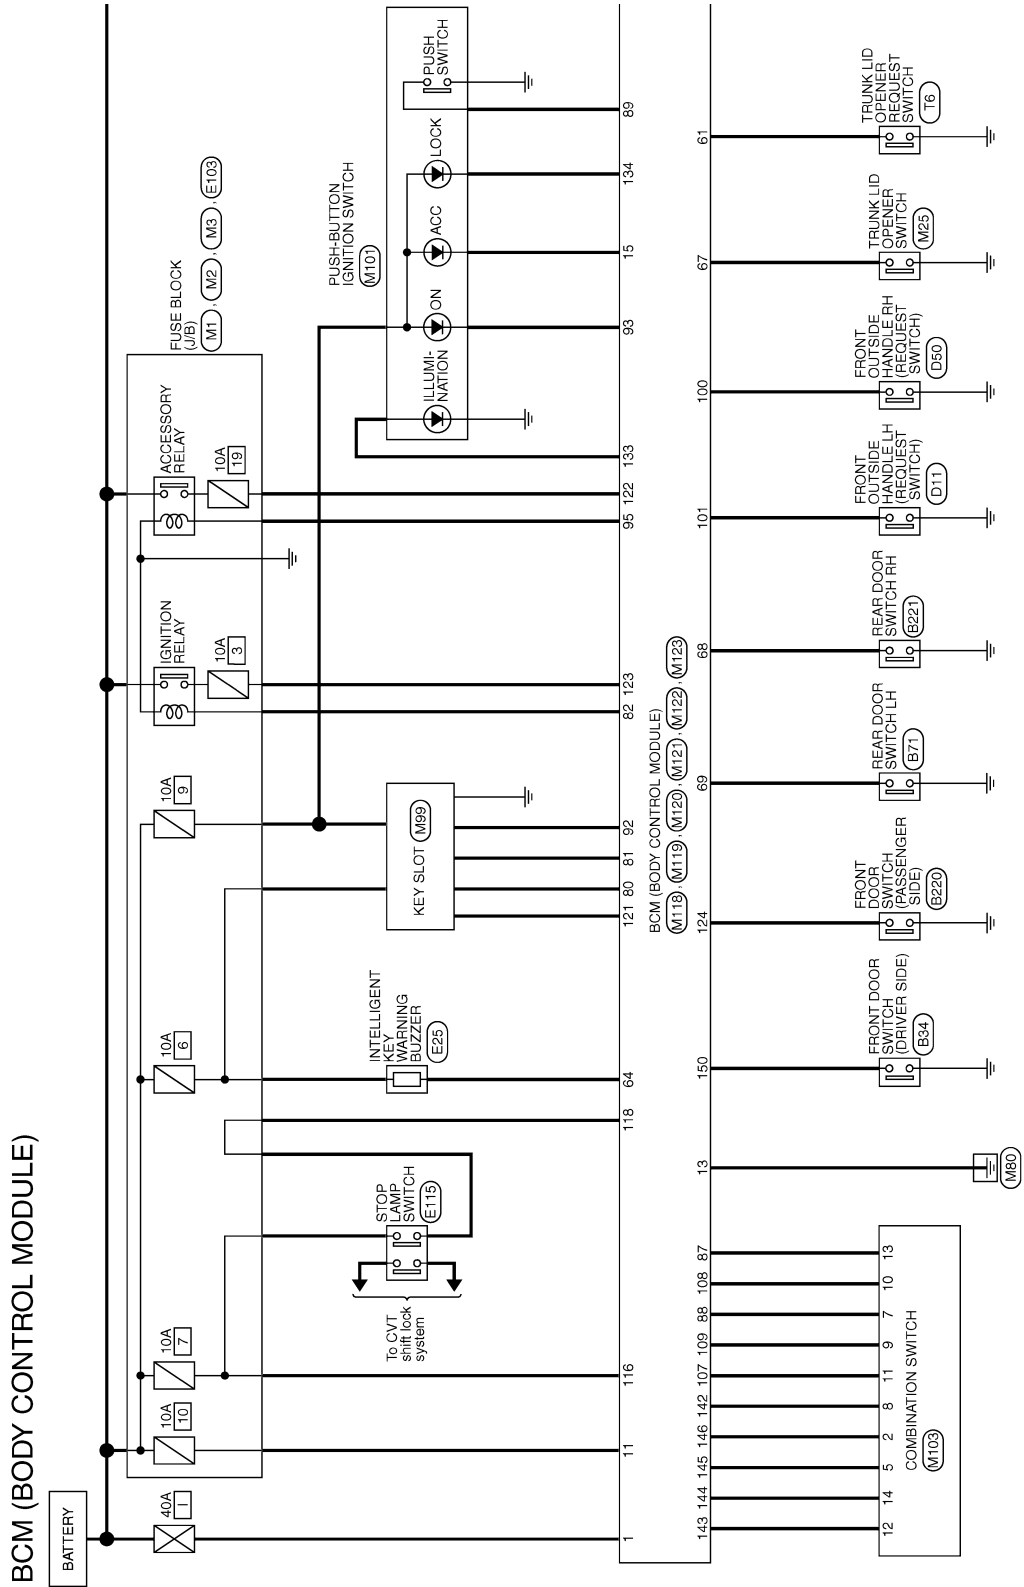 BCM (BODY CONTROL MODULE)
BATTERY
40A
I
10A
10
10A
7
10A
6
10A
9
IGNITION
RELAY
10A
3
ACCESSORY
RELAY
10A
19
FUSE BLOCK
(J/B)
M1 , M2 , M3 , E103
To CVT
shift lock
system
STOP
LAMP
SWITCH
E115
INTELLIGENT
KEY
WARNING
BUZZER
E25
KEY SLOT M99
PUSH-BUTTON
IGNITION SWITCH
M101
ILLUMI-
NATION
ON
ACC
LOCK
PUSH
SWITCH
1
11
116
118
64
121
80
81
92
82
123
95
122
133
93
15
134
89
BCM (BODY CONTROL MODULE)
M118 , M119 , M120 , M121 , M122 , M123
143
144
145
146
142
107
109
88
108
87
13
150
124
69
68
101
100
67
61
12
14
5
2
8
11
9
7
10
13
COMBINATION SWITCH
M103
M80
FRONT DOOR
SWITCH
(DRIVER SIDE)
B34
FRONT
DOOR
SWITCH
(PASSENGER
SIDE)
B220
REAR DOOR
SWITCH LH
B71
REAR DOOR
SWITCH RH
B221
FRONT
OUTSIDE
HANDLE LH
(REQUEST
SWITCH)
D11
FRONT
OUTSIDE
HANDLE RH
(REQUEST
SWITCH)
D50
TRUNK LID
OPENER
SWITCH
M25
TRUNK LID
OPENER
REQUEST
SWITCH
T6